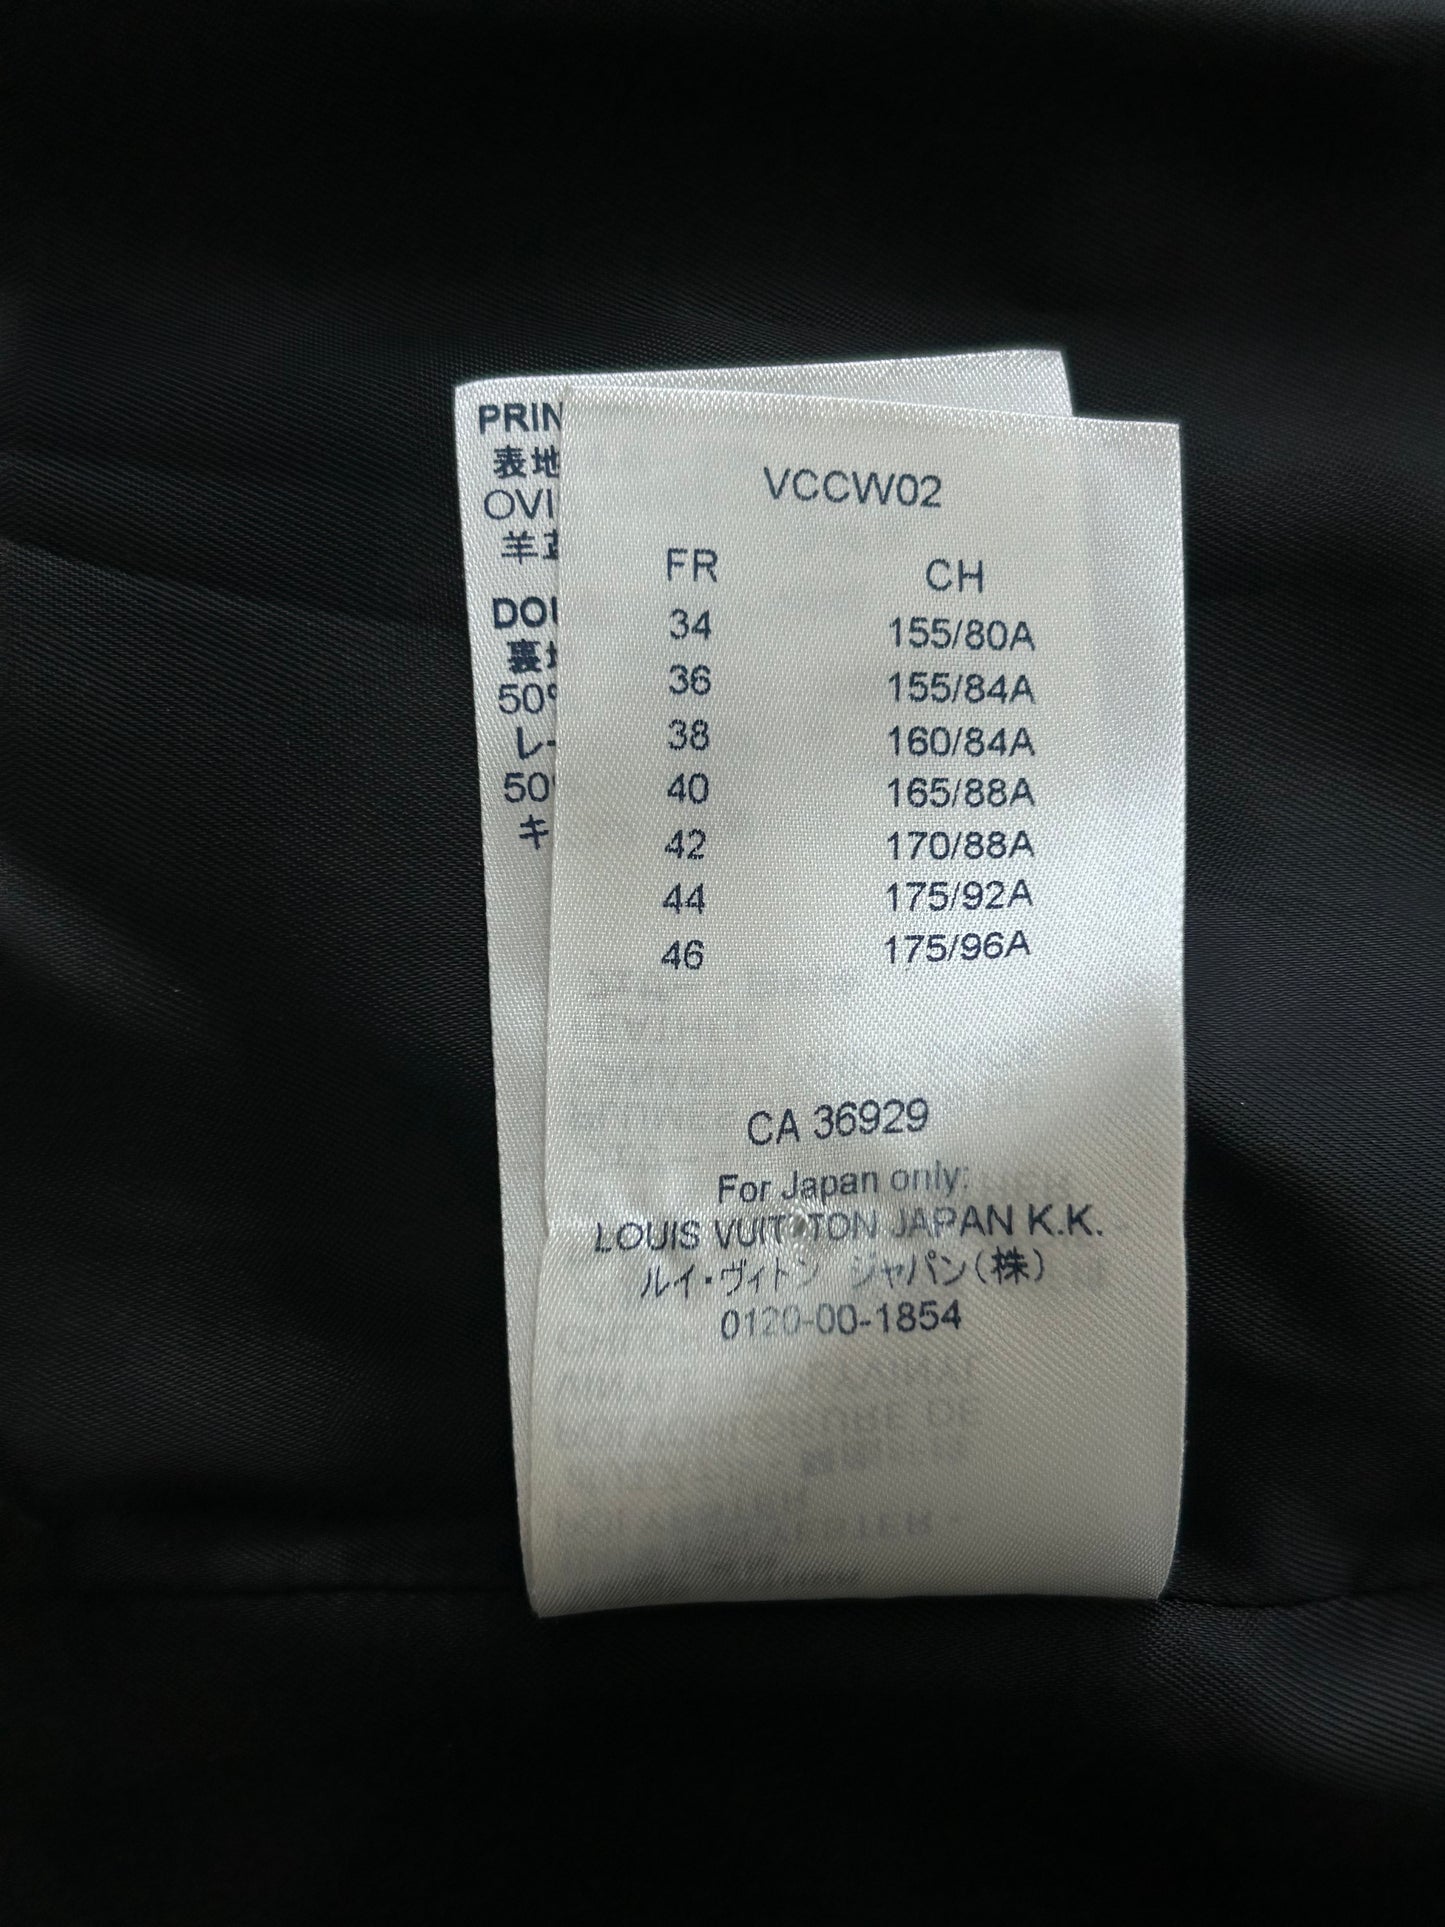 PRIN
表地
OVI
羊
DOU
裏地
50%
レー
50%
キ
VCCW02
FR CH
34 155/80A
36 155/84A
38 160/84A
40 165/88A
42 170/88A
44 175/92A
46 175/96A
CA 36929
For Japan only:
LOUIS VUITTON JAPAN K.K.
ルイ・ヴィトン ジャパン(株)
0120-00-1854